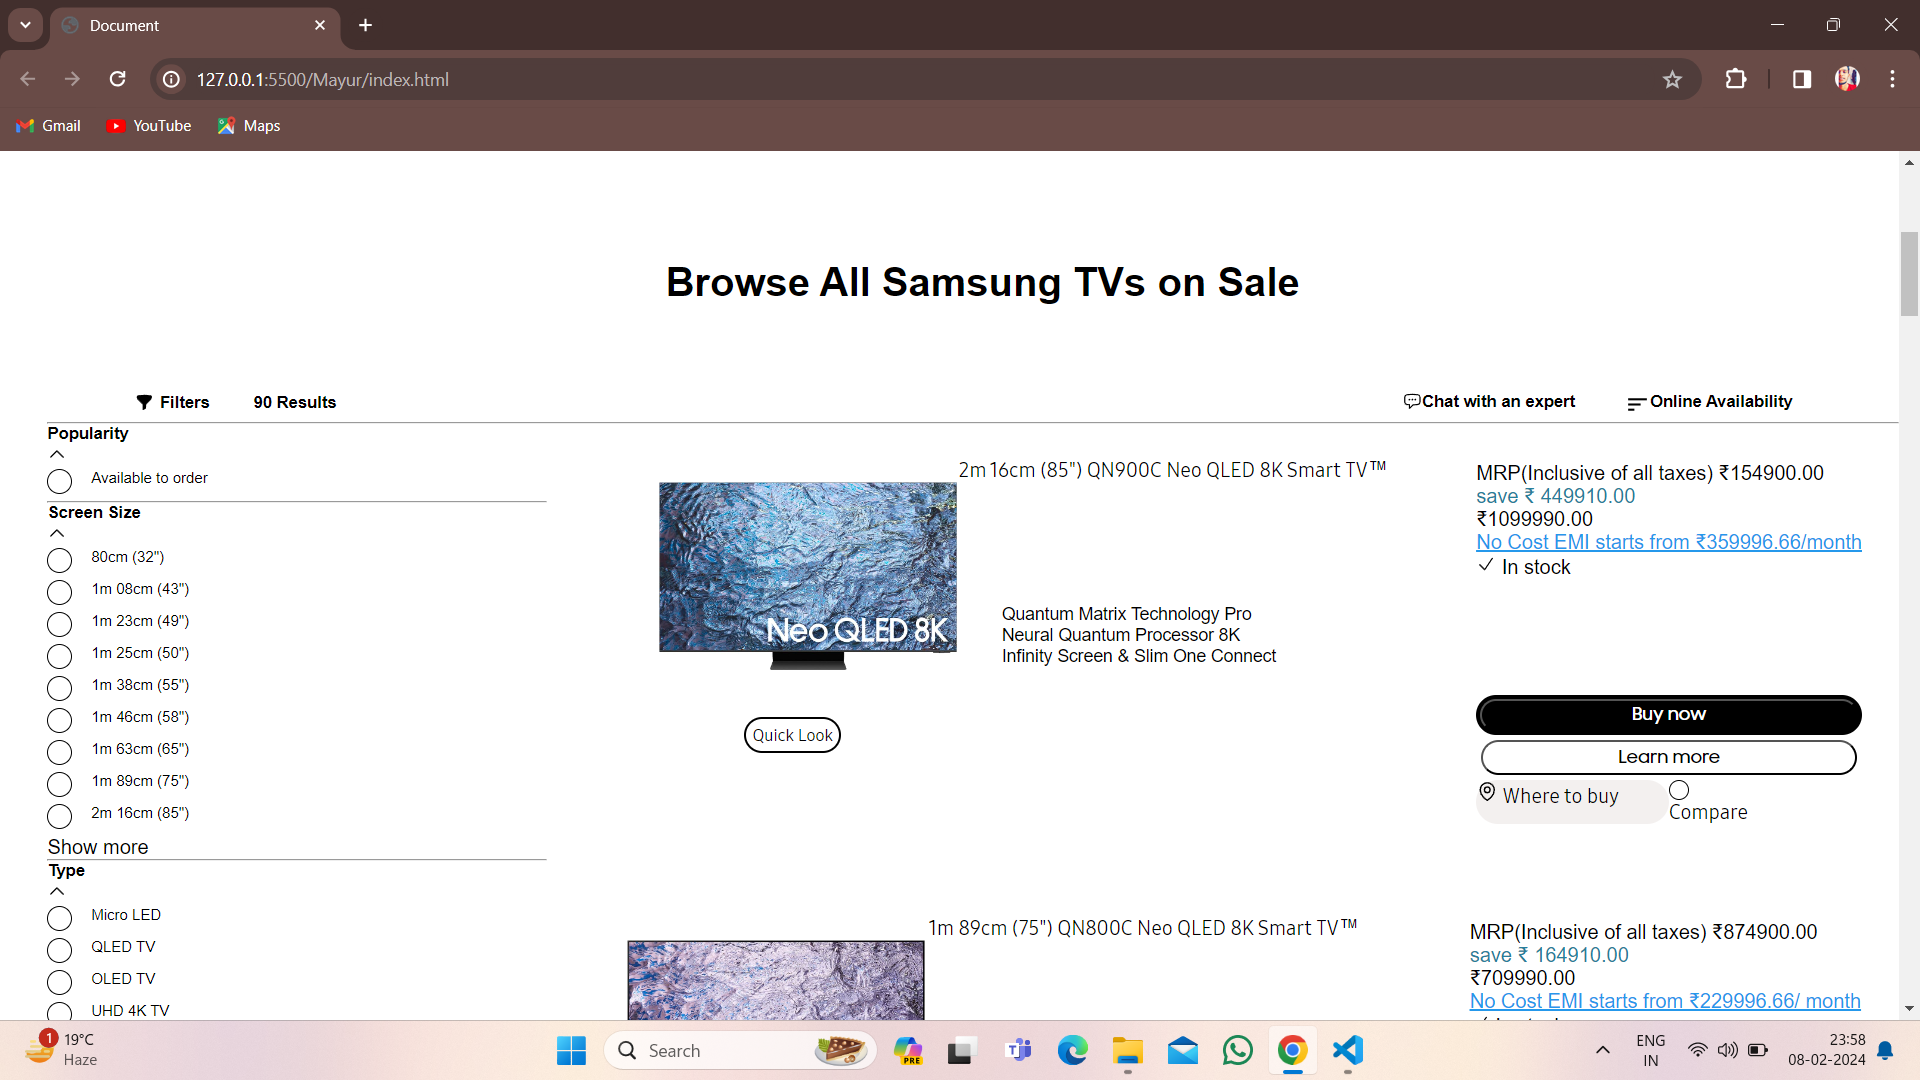 Document
127.0.0.1:5500/Mayur/index.html
Gmail YouTube Maps
Browse All Samsung TVs on Sale
Filters 90 Results Chat with an expert Online Availability
Popularity
Available to order
Screen Size
80cm (32")
1m 08cm (43")
1m 23cm (49")
1m 25cm (50")
1m 38cm (55")
1m 46cm (58")
1m 63cm (65")
1m 89cm (75")
2m 16cm (85")
Show more
Type
Micro LED
QLED TV
OLED TV
UHD 4K TV
2m 16cm (85") QN900C Neo QLED 8K Smart TV™
Neo QLED 8K
Quantum Matrix Technology Pro
Neural Quantum Processor 8K
Infinity Screen & Slim One Connect
Quick Look
MRP(Inclusive of all taxes) ₹154900.00
save ₹ 449910.00
₹1099990.00
No Cost EMI starts from ₹359996.66/month
In stock
Buy now
Learn more
Where to buy
Compare
1m 89cm (75") QN800C Neo QLED 8K Smart TV™
MRP(Inclusive of all taxes) ₹874900.00
save ₹ 164910.00
₹709990.00
No Cost EMI starts from ₹229996.66/ month
1
19°C
Haze
Search
PRE
ENG
IN
23:58
08-02-2024